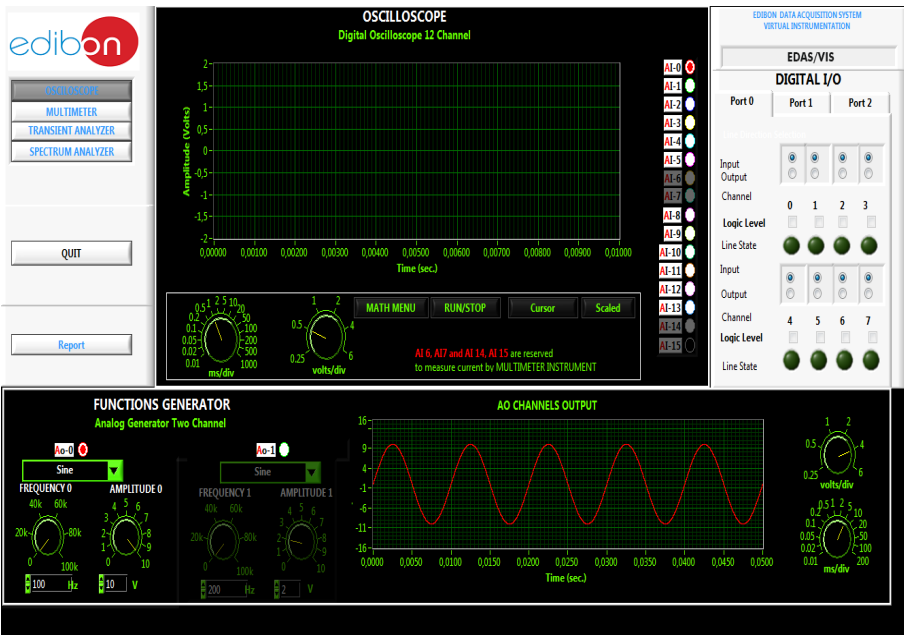 edibon
OSCILOSCOPE
MULTIMETER
TRANSIENT ANALYZER
SPECTRUM ANALYZER
QUIT
Report
OSCILLOSCOPE
Digital Oscilloscope 12 Channel
Amplitude (Volts)
2
1,5
1
0,5
0
-0,5
-1
-1,5
-2
0,00000 0,00100 0,00200 0,00300 0,00400 0,00500 0,00600 0,00700 0,00800 0,00900 0,01000
Time (sec.)
AI-0
AI-1
AI-2
AI-3
AI-4
AI-5
AI-6
AI-7
AI-8
AI-9
AI-10
AI-11
AI-12
AI-13
AI-14
AI-15
0.01 0.02 0.05 0.1 0.2 0.5 1 2 5 10 20 50 100 200 500 1000
ms/div
0.25 0.5 1 2 4 6
volts/div
MATH MENU RUN/STOP Cursor Scaled
AI 6, AI7 and AI 14, AI 15 are reserved
to measure current by MULTIMETER INSTRUMENT
EDIBON DATA ACQUISITION SYSTEM
VIRTUAL INSTRUMENTATION
EDAS/VIS
DIGITAL I/O
Port 0 Port 1 Port 2
Input
Output
Channel 0 1 2 3
Logic Level
Line State
Input
Output
Channel 4 5 6 7
Logic Level
Line State
FUNCTIONS GENERATOR
Analog Generator Two Channel
Ao-0
Sine
FREQUENCY 0 AMPLITUDE 0
0 20k 40k 60k 80k 100k
0 1 2 3 4 5 6 7 8 9 10
100 Hz 10 V
Ao-1
Sine
FREQUENCY 1 AMPLITUDE 1
0 20k 40k 60k 80k 100k
0 1 2 3 4 5 6 7 8 9 10
200 Hz 2 V
AO CHANNELS OUTPUT
16
9
4
-1
-6
-11
-16
0,0000 0,0050 0,0100 0,0150 0,0200 0,0250 0,0300 0,0350 0,0400 0,0450 0,0500
Time (sec.)
0.25 0.5 1 2 4 6
volts/div
0.01 0.02 0.05 0.1 0.5 1 2 5 10 20 50 100 200
ms/div